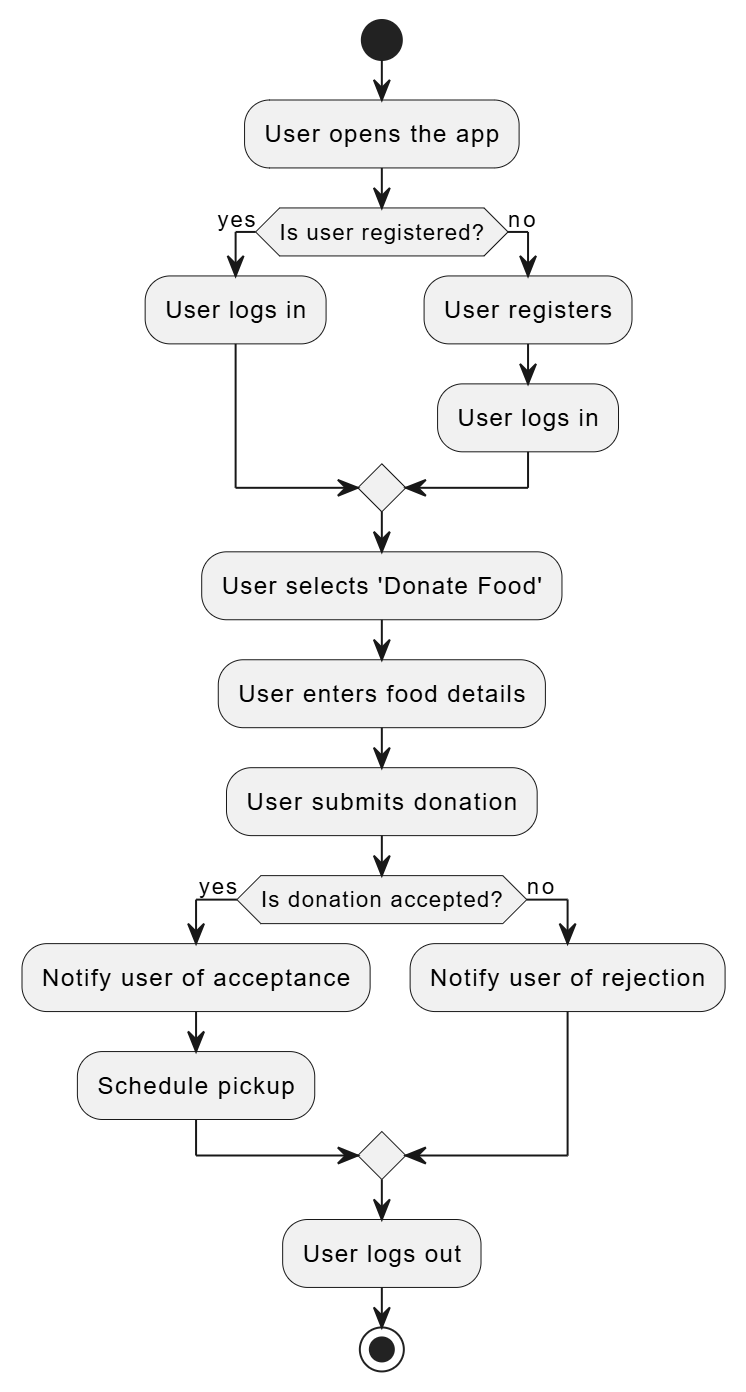 User opens the app
yes
Is user registered?
no
User logs in
User registers
User logs in
User selects 'Donate Food'
User enters food details
User submits donation
yes
Is donation accepted?
no
Notify user of acceptance
Notify user of rejection
Schedule pickup
User logs out